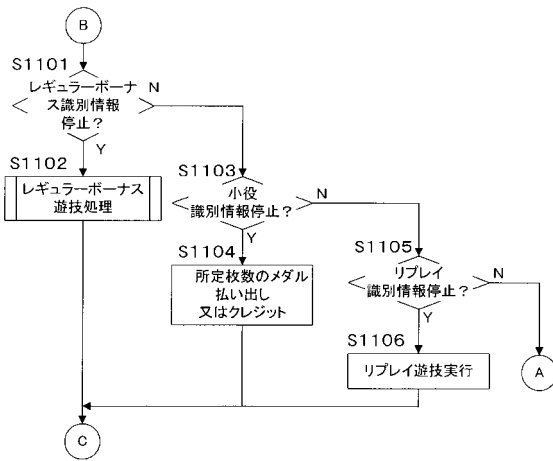 B
S1101
レギュラーボーナ
ス識別情報
停止？
N
Y
S1102
レギュラーボーナス
遊技処理
S1103
小役
識別情報停止？
N
Y
S1104
所定枚数のメダル
払い出し
又はクレジット
S1105
リプレイ
識別情報停止？
N
Y
S1106
リプレイ遊技実行
A
C